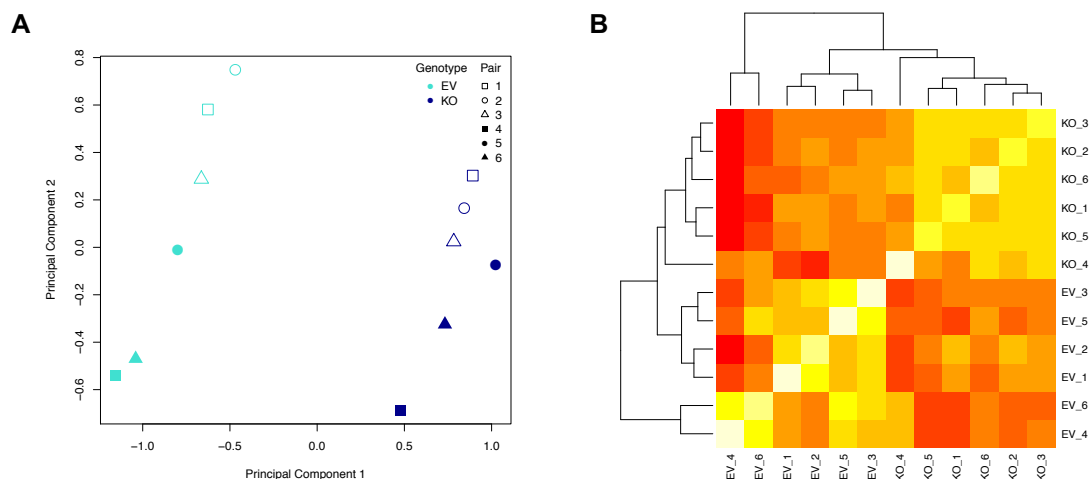 A
B
Genotype
EV
KO
Pair
1
2
3
4
5
6
0.8
0.6
0.4
0.2
0.0
−0.2
−0.4
−0.6
Principal Component 2
−1.0
−0.5
0.0
0.5
1.0
Principal Component 1
KO_3
KO_2
KO_6
KO_1
KO_5
KO_4
EV_3
EV_5
EV_2
EV_1
EV_6
EV_4
EV_4
EV_6
EV_1
EV_2
EV_5
EV_3
KO_4
KO_5
KO_1
KO_6
KO_2
KO_3